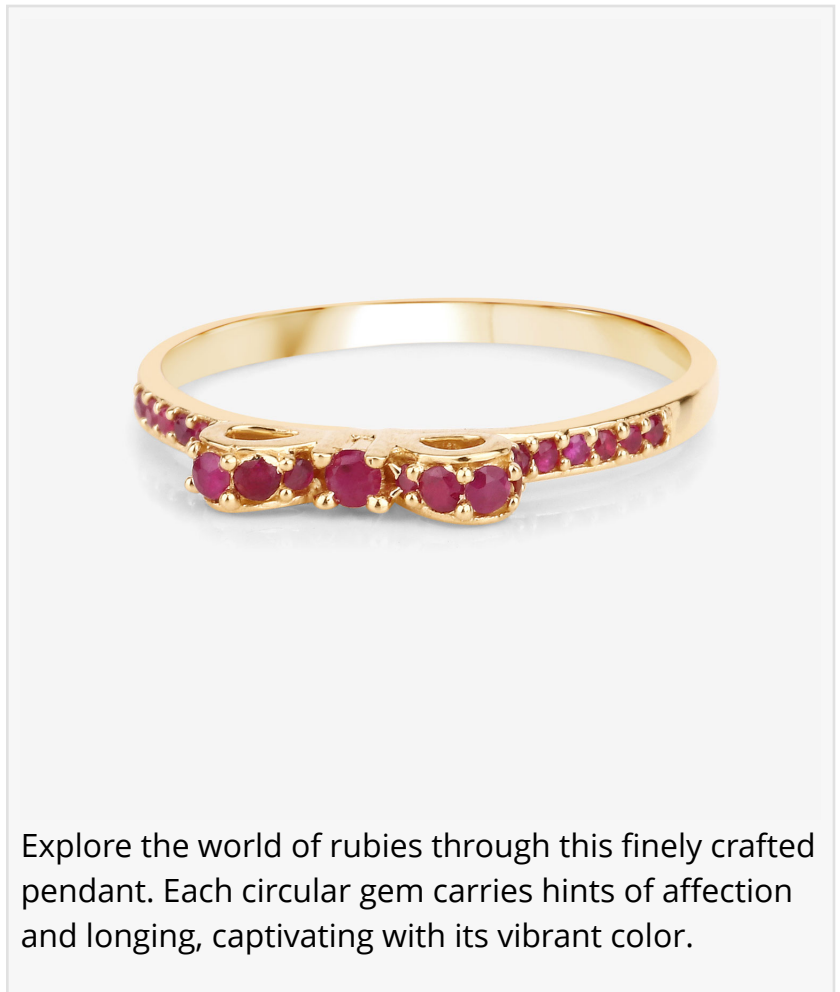 Explore the world of rubies through this finely crafted
pendant. Each circular gem carries hints of affection
and longing, captivating with its vibrant color.